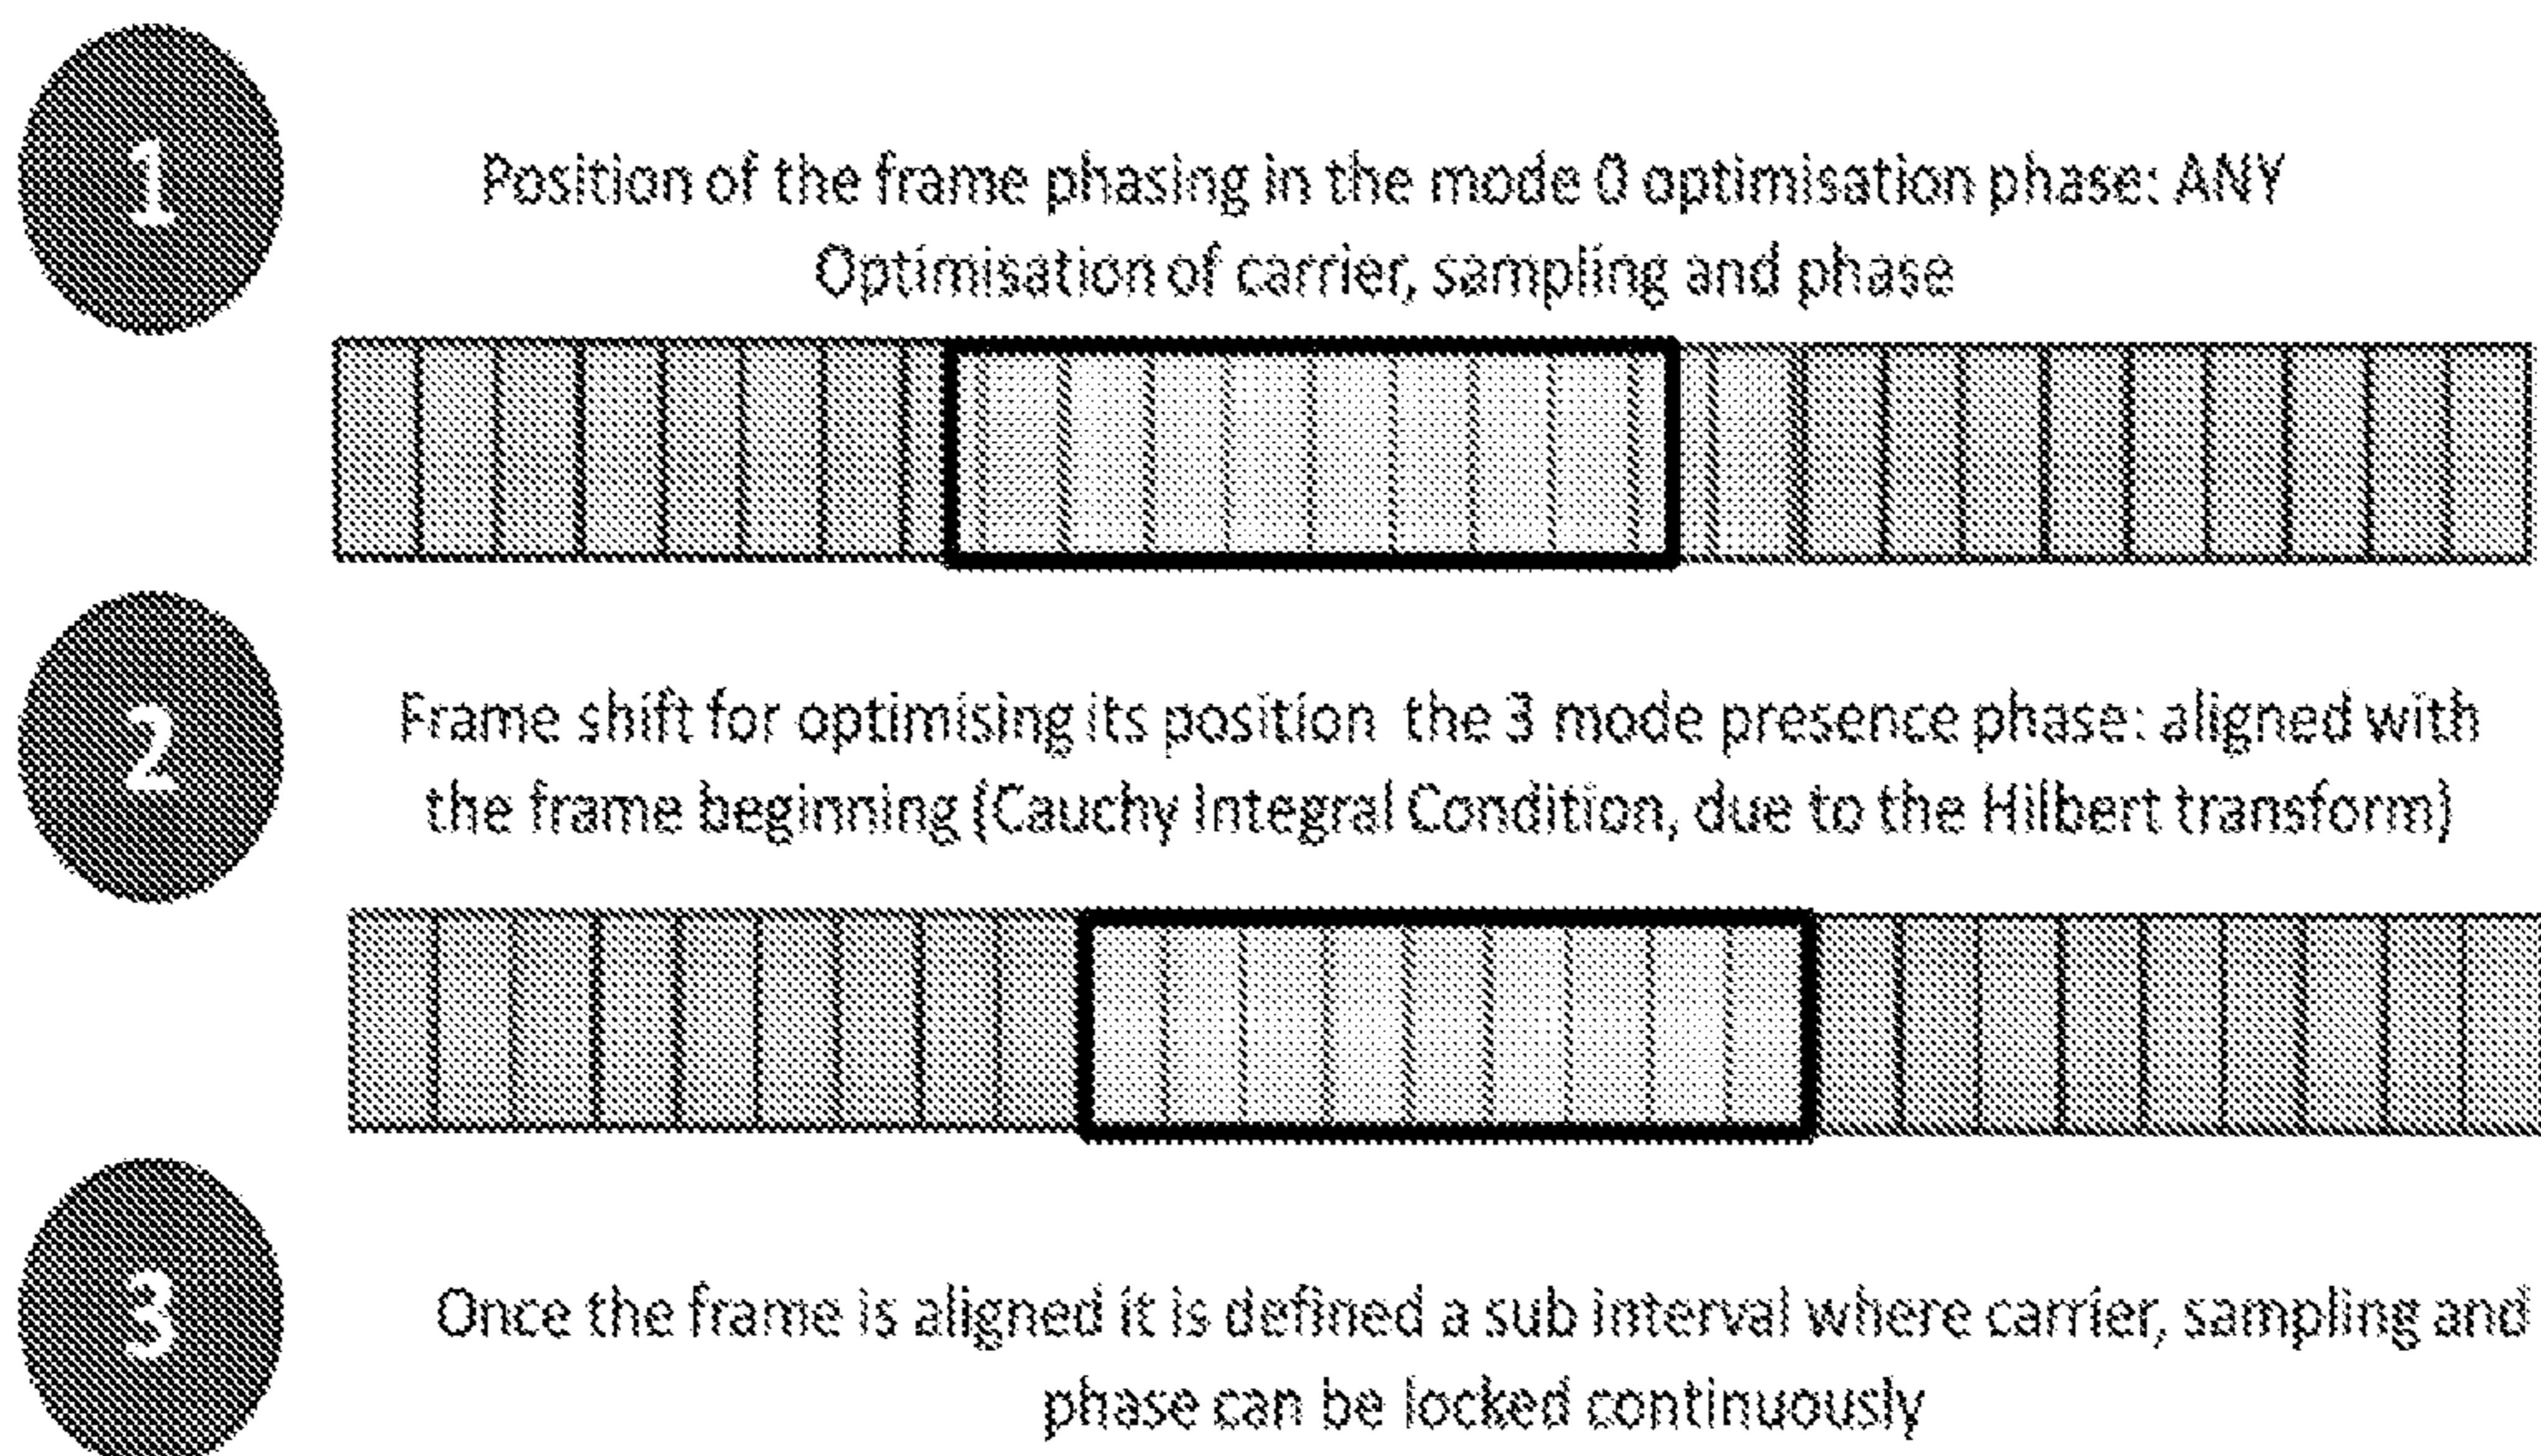 1
Position of the frame phasing in the mode 0 optimisation phase: ANY
Optimisation of carrier, sampling and phase
2
Frame shift for optimising its position the 3 mode presence phase: aligned with
the frame beginning (Cauchy Integral Condition, due to the Hilbert transform)
3
Once the frame is aligned it is defined a sub interval where carrier, sampling and
phase can be locked continuously